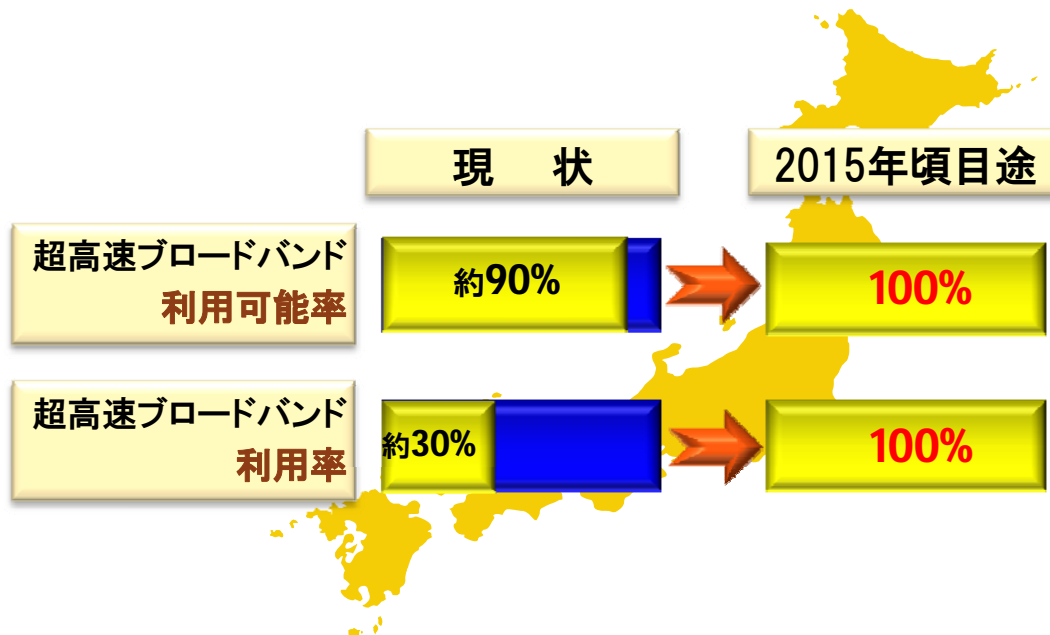 現 状
2015年頃目途
超高速ブロードバンド
利用可能率
約90%
100%
超高速ブロードバンド
利用率
約30%
100%